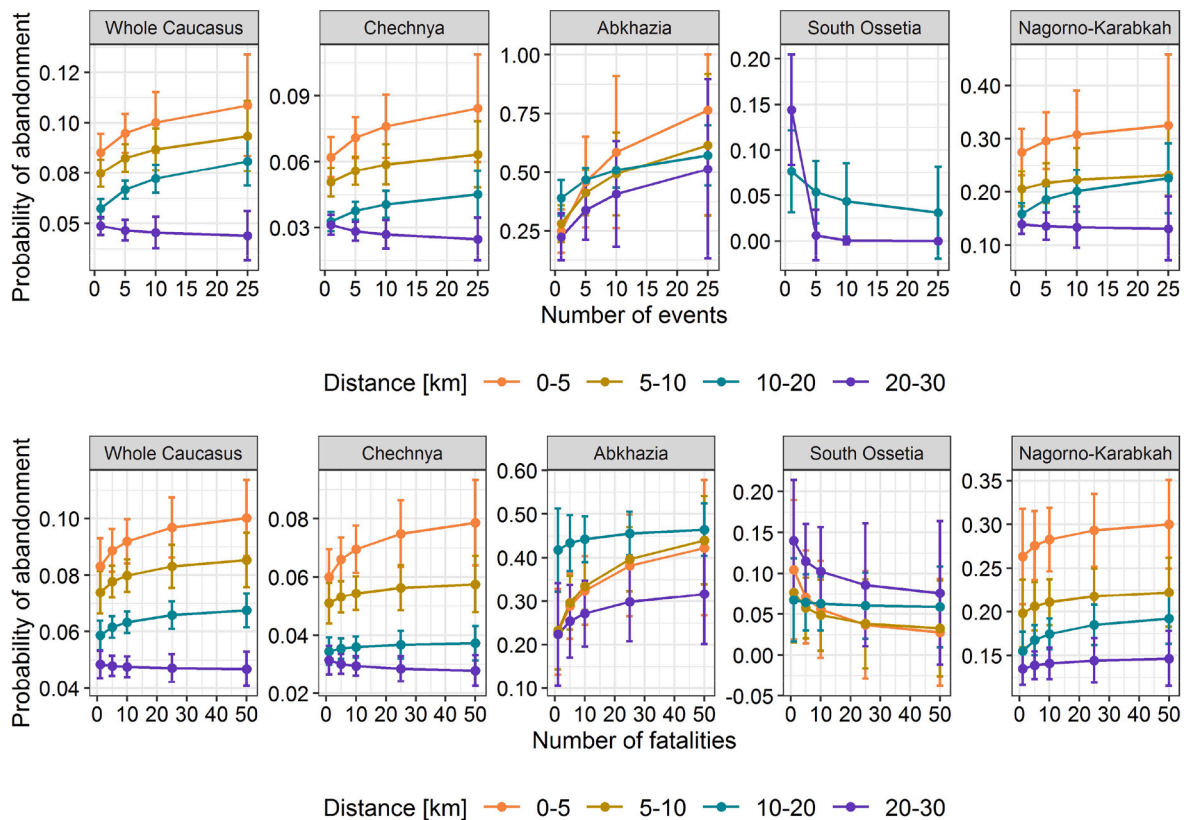 Whole Caucasus
Chechnya
Abkhazia
South Ossetia
Nagorno-Karabkah
Probability of abandonment
0.12
0.10
0.08
0.05
0.09
0.06
0.03
1.00
0.75
0.50
0.25
0.20
0.15
0.10
0.05
0.00
0.40
0.30
0.20
0.10
0 5 10 15 20 25
0 5 10 15 20 25
0 5 10 15 20 25
0 5 10 15 20 25
0 5 10 15 20 25
Number of events
Distance [km] 0-5 5-10 10-20 20-30
Whole Caucasus
Chechnya
Abkhazia
South Ossetia
Nagorno-Karabkah
Probability of abandonment
0.10
0.08
0.06
0.04
0.08
0.06
0.04
0.02
0.60
0.50
0.40
0.30
0.20
0.10
0.20
0.15
0.10
0.05
0.00
-0.05
0.35
0.30
0.25
0.20
0.15
0 10 20 30 40 50
0 10 20 30 40 50
0 10 20 30 40 50
0 10 20 30 40 50
0 10 20 30 40 50
Number of fatalities
Distance [km] 0-5 5-10 10-20 20-30